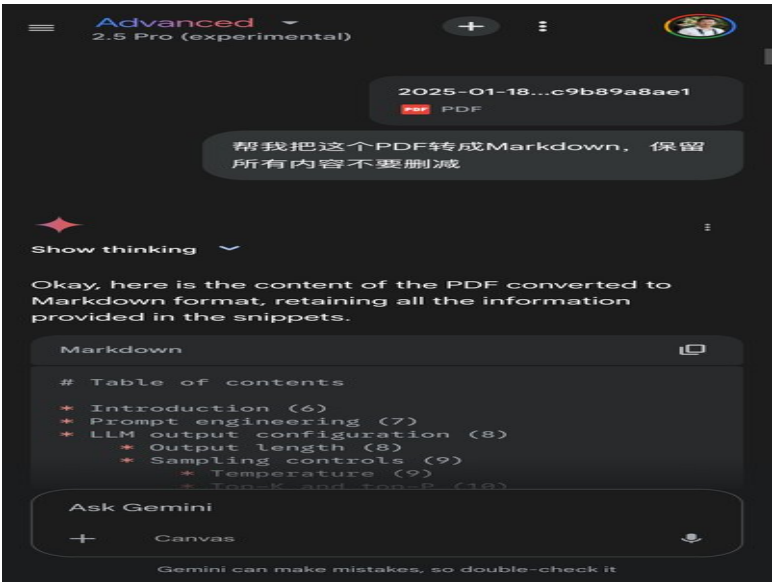 Advanced
2.5 Pro (experimental)
2025-01-18...c9b89a8ae1
PDF PDF
帮我把这个PDF转成Markdown，保留
所有内容不要删减
Show thinking
Okay, here is the content of the PDF converted to
Markdown format, retaining all the information
provided in the snippets.
Markdown
# Table of contents
* Introduction (6)
* Prompt engineering (7)
* LLM output configuration (8)
* Output length (8)
* Sampling controls (9)
* Temperature (9)
* Top-K and top-P (10)
Ask Gemini
Canvas
Gemini can make mistakes, so double-check it